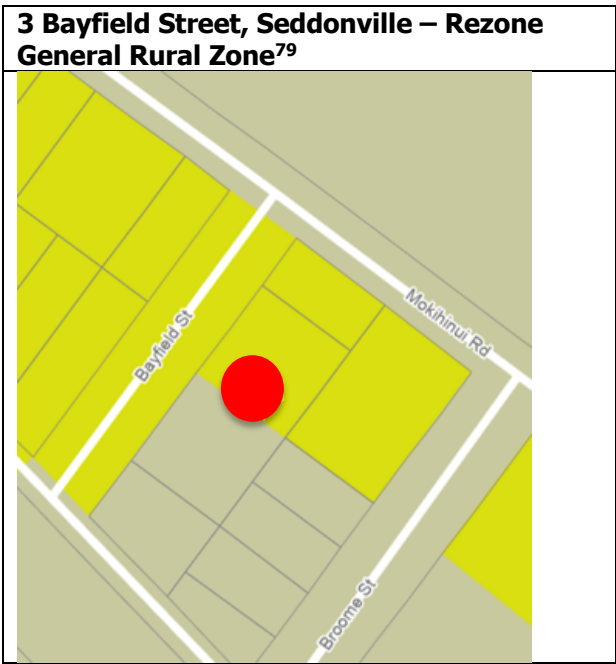 3 Bayfield Street, Seddonville – Rezone
General Rural Zone79
Mokihinui Rd
Bayfield St
Broome St